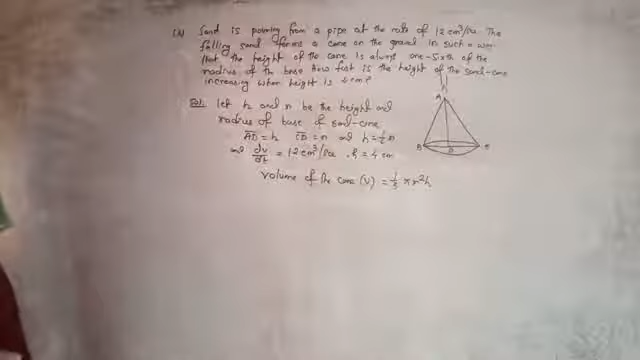 Sand is pouring from a pipe at the rate of 12 cm³/sec. The
falling sand forms a cone on the ground in such a way
that the height of the cone is always one-sixth of the
radius of the base. How fast is the height of the sand-cone
increasing when height is 4 cm?
Sol. Let h and r be the height and
radius of base of sand-cone
AD = h CD = r and h = 1/6 r
and dv/dt = 12 cm³/sec, h = 4 cm
Volume of the cone (V) = 1/3 π r² h
A
B D C